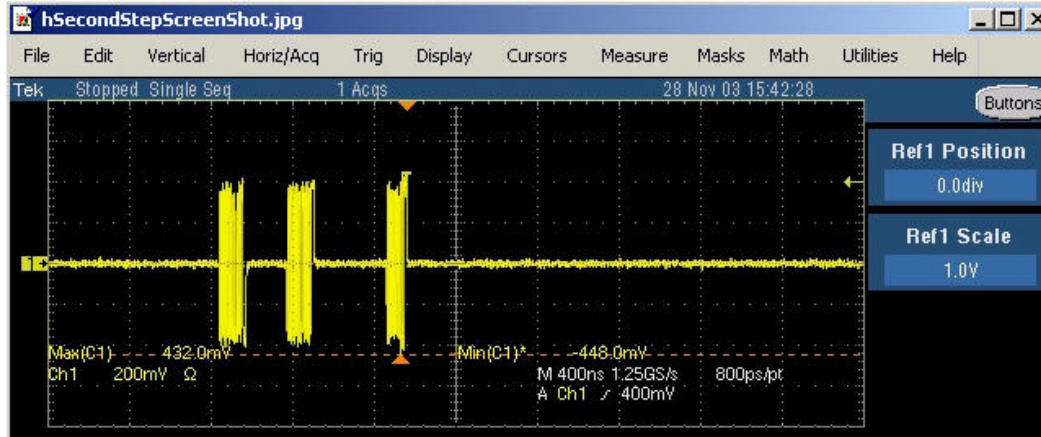 hSecondStepScreenShot.jpg
File Edit Vertical Horiz/Acq Trig Display Cursors Measure Masks Math Utilities Help
Tek Stopped Single Seq 1 Acqs 28 Nov 03 15:42:28
Buttons
Ref1 Position
0.0div
Ref1 Scale
1.0V
1
Max(C1) 432.0mV Min(C1)* -448.0mV
Ch1 200mV Ω M 400ns 1.25GS/s 800ps/pt
A Ch1 ⁄ 400mV